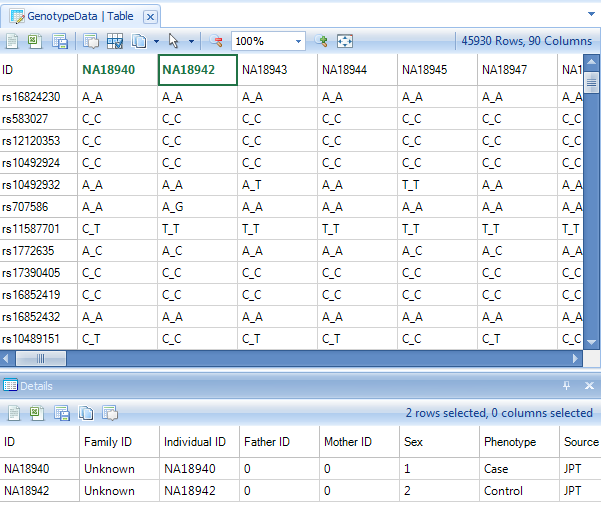 GenotypeData | Table
100% 45930 Rows, 90 Columns
ID NA18940 NA18942 NA18943 NA18944 NA18945 NA18947 NA1
rs16824230 A_A A_A A_A A_A A_A A_A A_A
rs583027 C_C C_C C_C C_C C_C C_C C_C
rs12120353 C_C C_C C_C C_C C_C C_C C_C
rs10492924 C_C C_C C_C C_C C_C C_C C_C
rs10492932 A_A A_A A_T A_A T_T A_A A_A
rs707586 A_A A_G A_A A_A A_A A_A A_A
rs11587701 C_T T_T T_T T_T T_T T_T T_T
rs1772635 A_C A_C A_A A_A A_C A_C A_A
rs17390405 C_C C_C C_C C_C C_C C_C C_C
rs16852419 C_C C_C C_C C_C C_C C_C C_C
rs16852432 A_A A_A A_A A_A A_A A_A A_A
rs10489151 C_T C_C C_T C_T C_C C_T C_C
Details
2 rows selected, 0 columns selected
ID Family ID Individual ID Father ID Mother ID Sex Phenotype Source
NA18940 Unknown NA18940 0 0 1 Case JPT
NA18942 Unknown NA18942 0 0 2 Control JPT